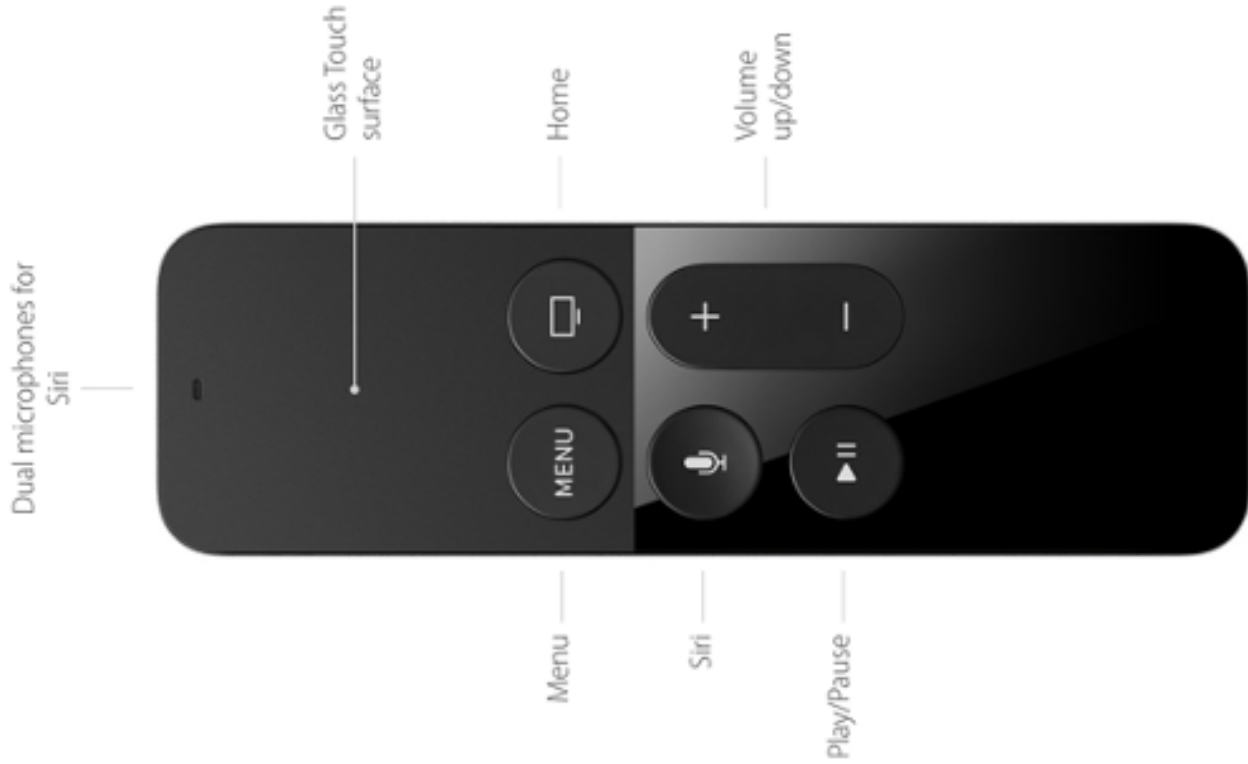 Dual microphones for
Siri
Glass Touch
surface
Menu
MENU
Home
Siri
+
−
Volume
up/down
Play/Pause